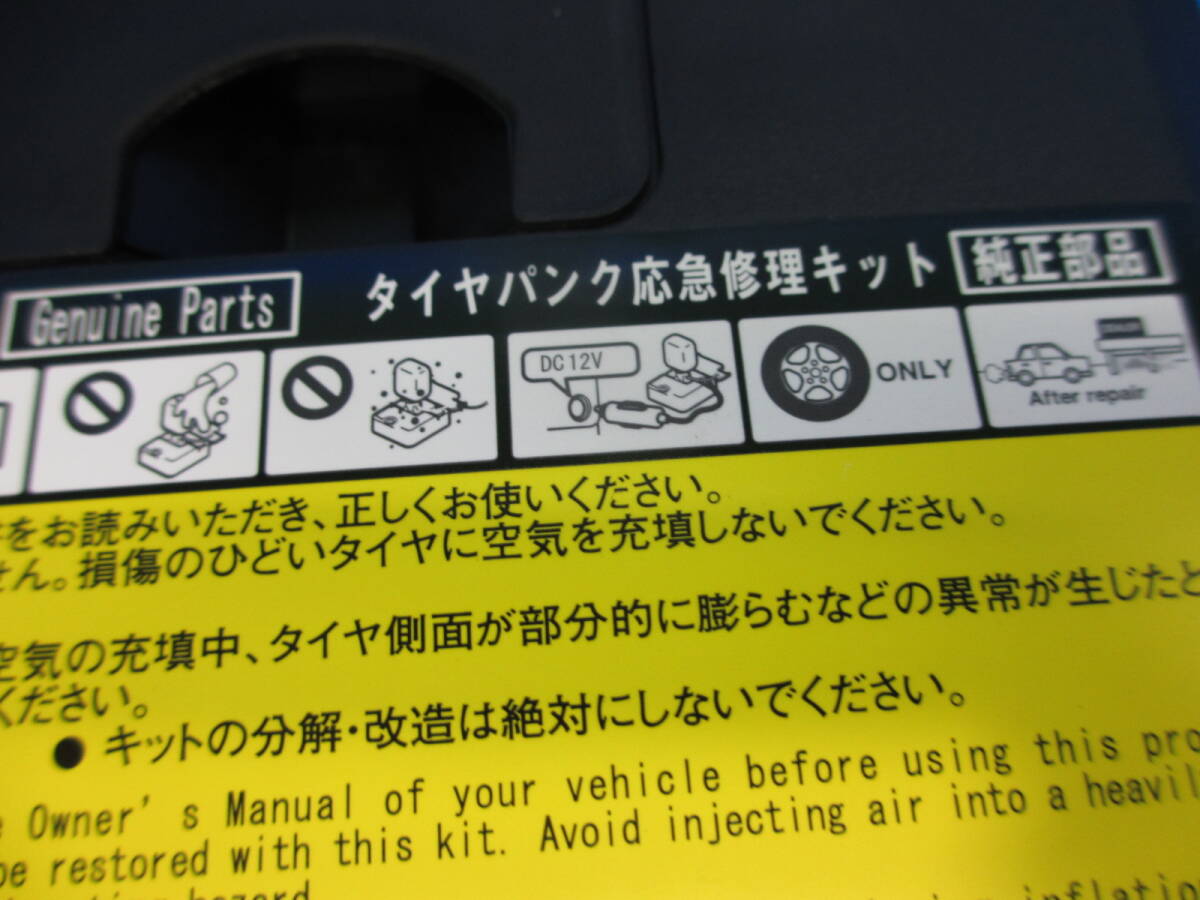 Genuine Parts タイヤパンク応急修理キット 純正部品
DC12V
ONLY
After repair
をお読みいただき、正しくお使いください。
せん。損傷のひどいタイヤに空気を充填しないでください。
空気の充填中、タイヤ側面が部分的に膨らむなどの異常が生じたと
ください。
● キットの分解・改造は絶対にしないでください。
Owner's Manual of your vehicle before using this pro
be restored with this kit. Avoid injecting air into a heavil
hazard
inflation